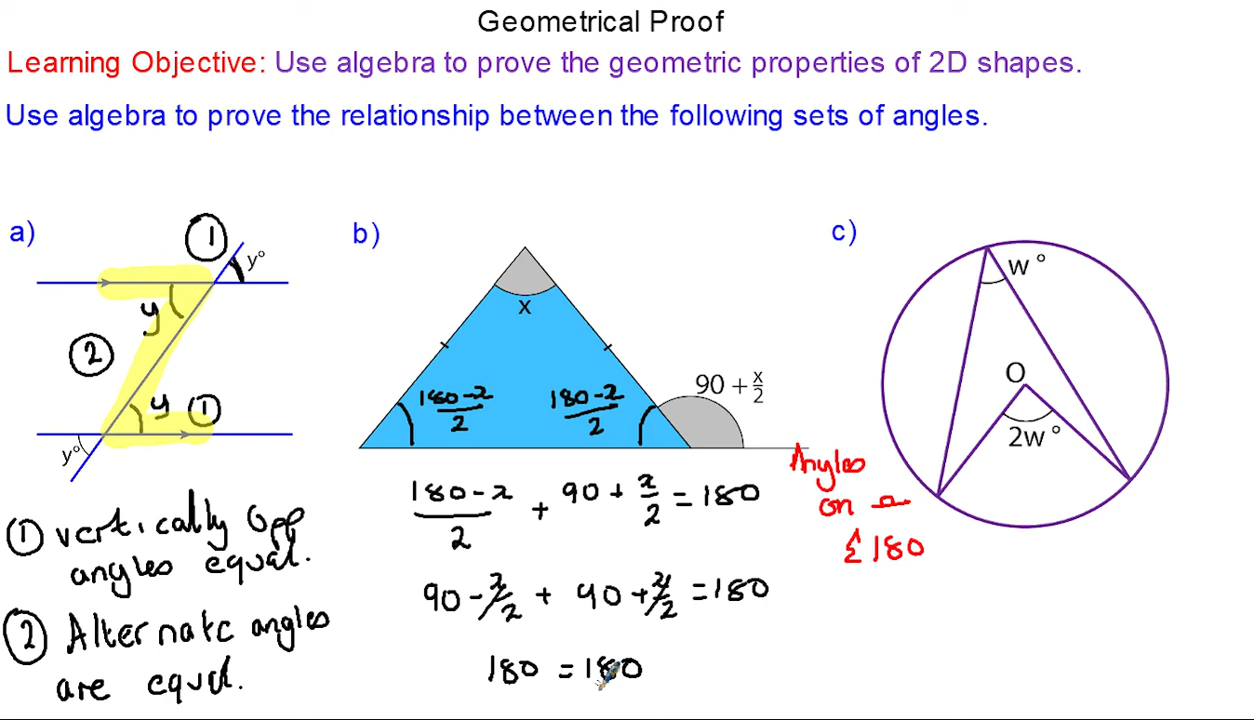 Geometrical Proof
Learning Objective: Use algebra to prove the geometric properties of 2D shapes.
Use algebra to prove the relationship between the following sets of angles.
a)
①
y°
y
②
y ①
y°
① vertically opp
angles equal.
② Alternate angles
are equal.
b)
x
180-x/2
180-x/2
90 + x/2
180-x/2 + 90 + x/2 = 180
90 - x/2 + 90 + x/2 = 180
180 = 180
Angles
on a
£180
c)
w°
O
2w°